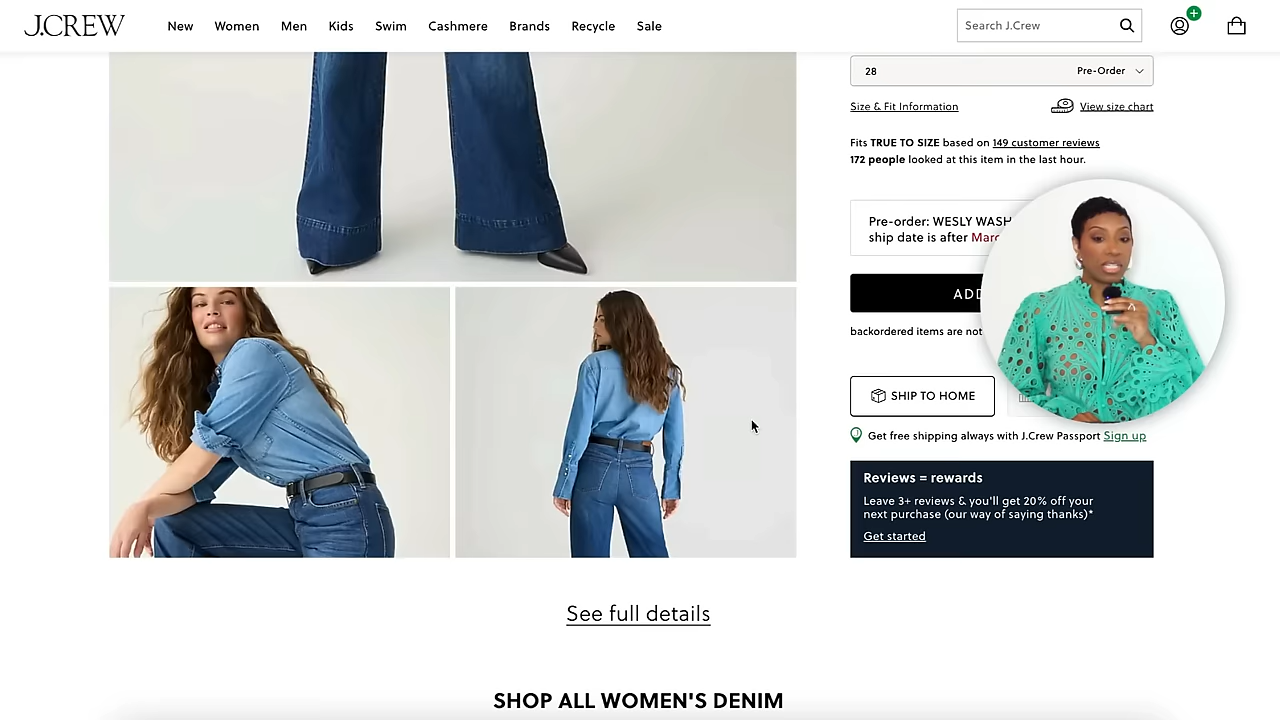 J.CREW
New Women Men Kids Swim Cashmere Brands Recycle Sale
Search J.Crew
28 Pre-Order
Size & Fit Information View size chart
Fits TRUE TO SIZE based on 149 customer reviews
172 people looked at this item in the last hour.
Pre-order: WESLY WASH
ship date is after
ADD
backordered items are not
SHIP TO HOME
Get free shipping always with J.Crew Passport Sign up
Reviews = rewards
Leave 3+ reviews & you'll get 20% off your
next purchase (our way of saying thanks)*
Get started
See full details
SHOP ALL WOMEN'S DENIM